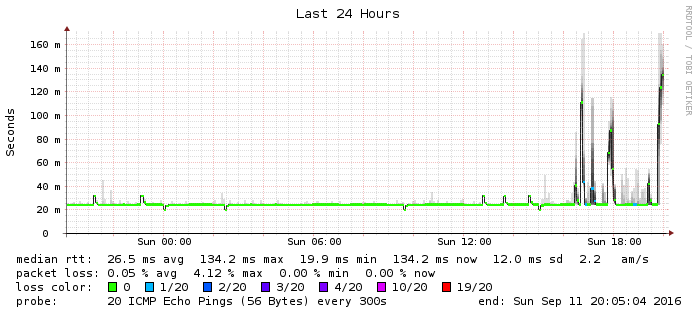 Last 24 Hours
RRDTOOL / TOBI OETIKER
Seconds
160 m
140 m
120 m
100 m
80 m
60 m
40 m
20 m
0
Sun 00:00 Sun 06:00 Sun 12:00 Sun 18:00
median rtt: 26.5 ms avg 134.2 ms max 19.9 ms min 134.2 ms now 12.0 ms sd 2.2 am/s
packet loss: 0.05 % avg 4.12 % max 0.00 % min 0.00 % now
loss color: 0 1/20 2/20 3/20 4/20 10/20 19/20
probe: 20 ICMP Echo Pings (56 Bytes) every 300s end: Sun Sep 11 20:05:04 2016